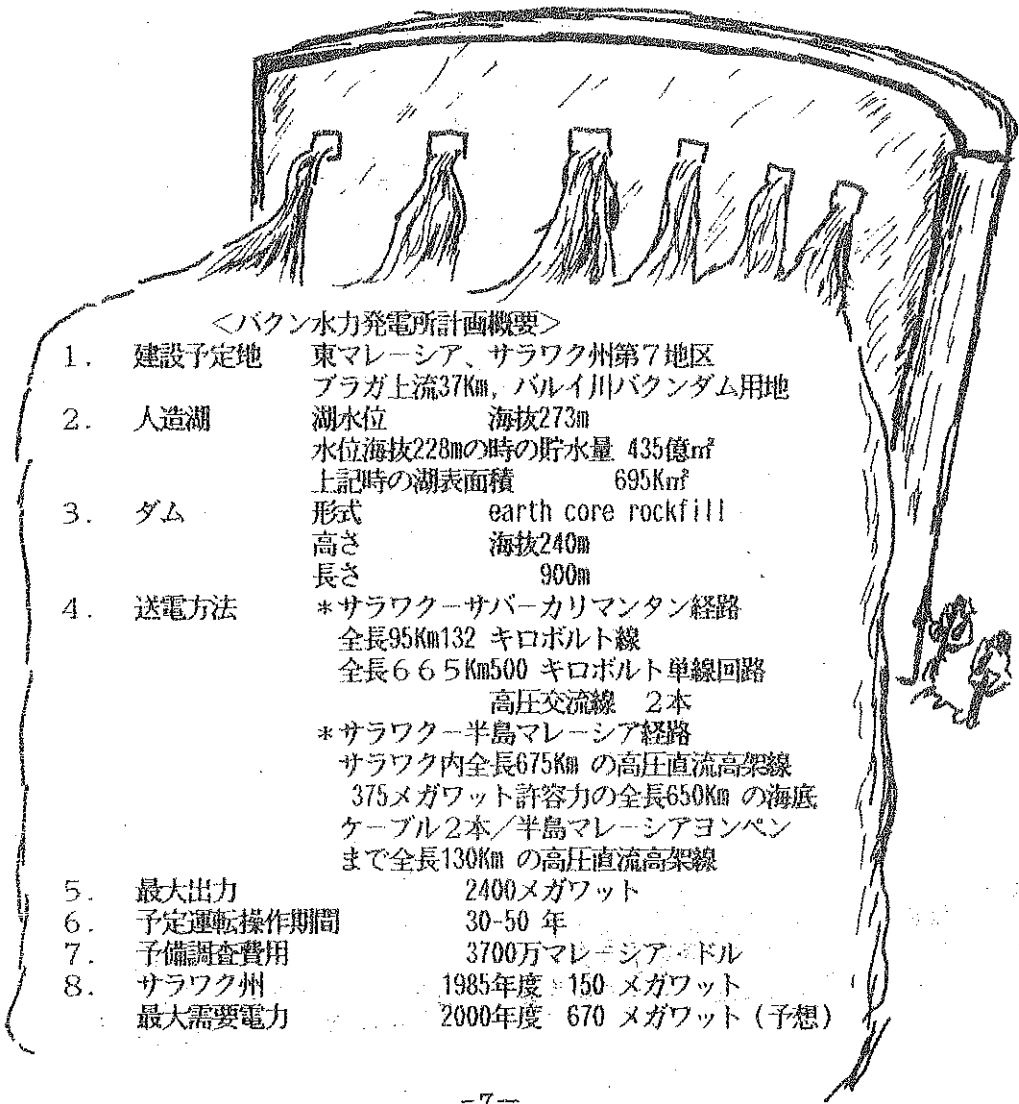 ＜バクン水力発電所計画概要＞
1． 建設予定地 東マレーシア、サラワク州第7地区
ブラガ上流37Km, バルイ川バクンダム用地
2． 人造湖 湖水位 海抜273m
水位海抜228mの時の貯水量 435億㎡
上記時の湖表面積 695K㎡
3． ダム 形式 earth core rockfill
高さ 海抜240m
長さ 900m
4． 送電方法 *サラワクーサバーカリマンタン経路
全長95Km132 キロボルト線
全長６６５Km500 キロボルト単線回路
高圧交流線 2本
*サラワクー半島マレーシア経路
サラワク内全長675Km の高圧直流高架線
375メガワット許容力の全長650Km の海底
ケーブル2本／半島マレーシアヨンペン
まで全長130Km の高圧直流高架線
5． 最大出力 2400メガワット
6． 予定運転操作期間 30-50 年
7． 予備調査費用 3700万マレーシア・ドル
8． サラワク州 1985年度 150 メガワット
最大需要電力 2000年度 670 メガワット（予想）
-7-